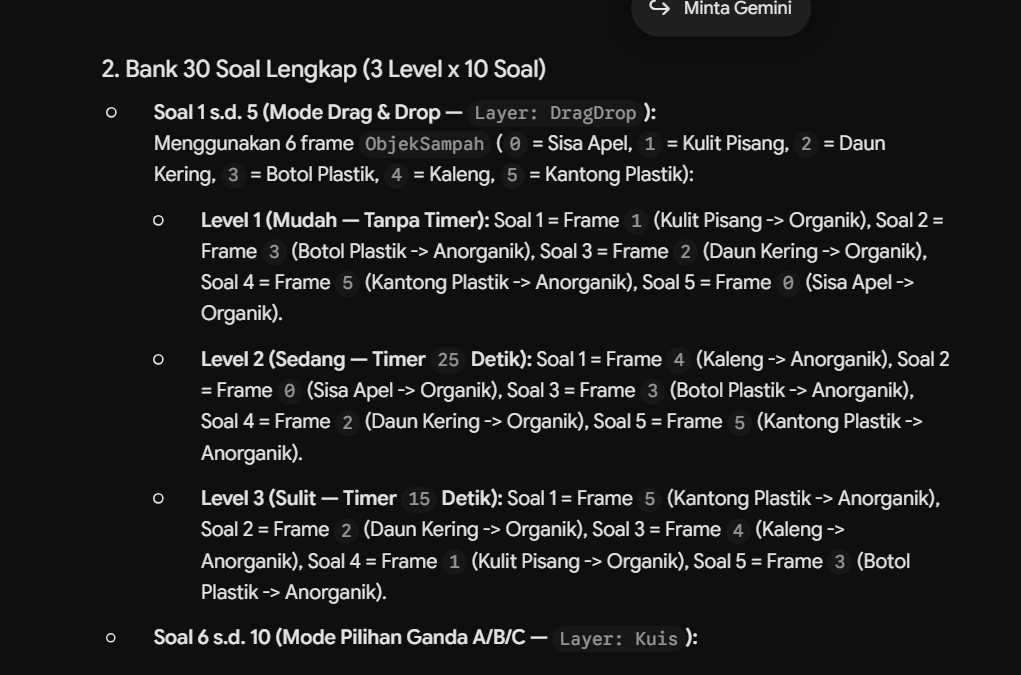 Minta Gemini
2. Bank 30 Soal Lengkap (3 Level x 10 Soal)
Soal 1 s.d. 5 (Mode Drag & Drop — Layer: DragDrop ):
Menggunakan 6 frame ObjekSampah ( 0 = Sisa Apel, 1 = Kulit Pisang, 2 = Daun
Kering, 3 = Botol Plastik, 4 = Kaleng, 5 = Kantong Plastik):
Level 1 (Mudah — Tanpa Timer): Soal 1 = Frame 1 (Kulit Pisang -> Organik), Soal 2 =
Frame 3 (Botol Plastik -> Anorganik), Soal 3 = Frame 2 (Daun Kering -> Organik),
Soal 4 = Frame 5 (Kantong Plastik -> Anorganik), Soal 5 = Frame 0 (Sisa Apel ->
Organik).
Level 2 (Sedang — Timer 25 Detik): Soal 1 = Frame 4 (Kaleng -> Anorganik), Soal 2
= Frame 0 (Sisa Apel -> Organik), Soal 3 = Frame 3 (Botol Plastik -> Anorganik),
Soal 4 = Frame 2 (Daun Kering -> Organik), Soal 5 = Frame 5 (Kantong Plastik ->
Anorganik).
Level 3 (Sulit — Timer 15 Detik): Soal 1 = Frame 5 (Kantong Plastik -> Anorganik),
Soal 2 = Frame 2 (Daun Kering -> Organik), Soal 3 = Frame 4 (Kaleng ->
Anorganik), Soal 4 = Frame 1 (Kulit Pisang -> Organik), Soal 5 = Frame 3 (Botol
Plastik -> Anorganik).
Soal 6 s.d. 10 (Mode Pilihan Ganda A/B/C — Layer: Kuis ):